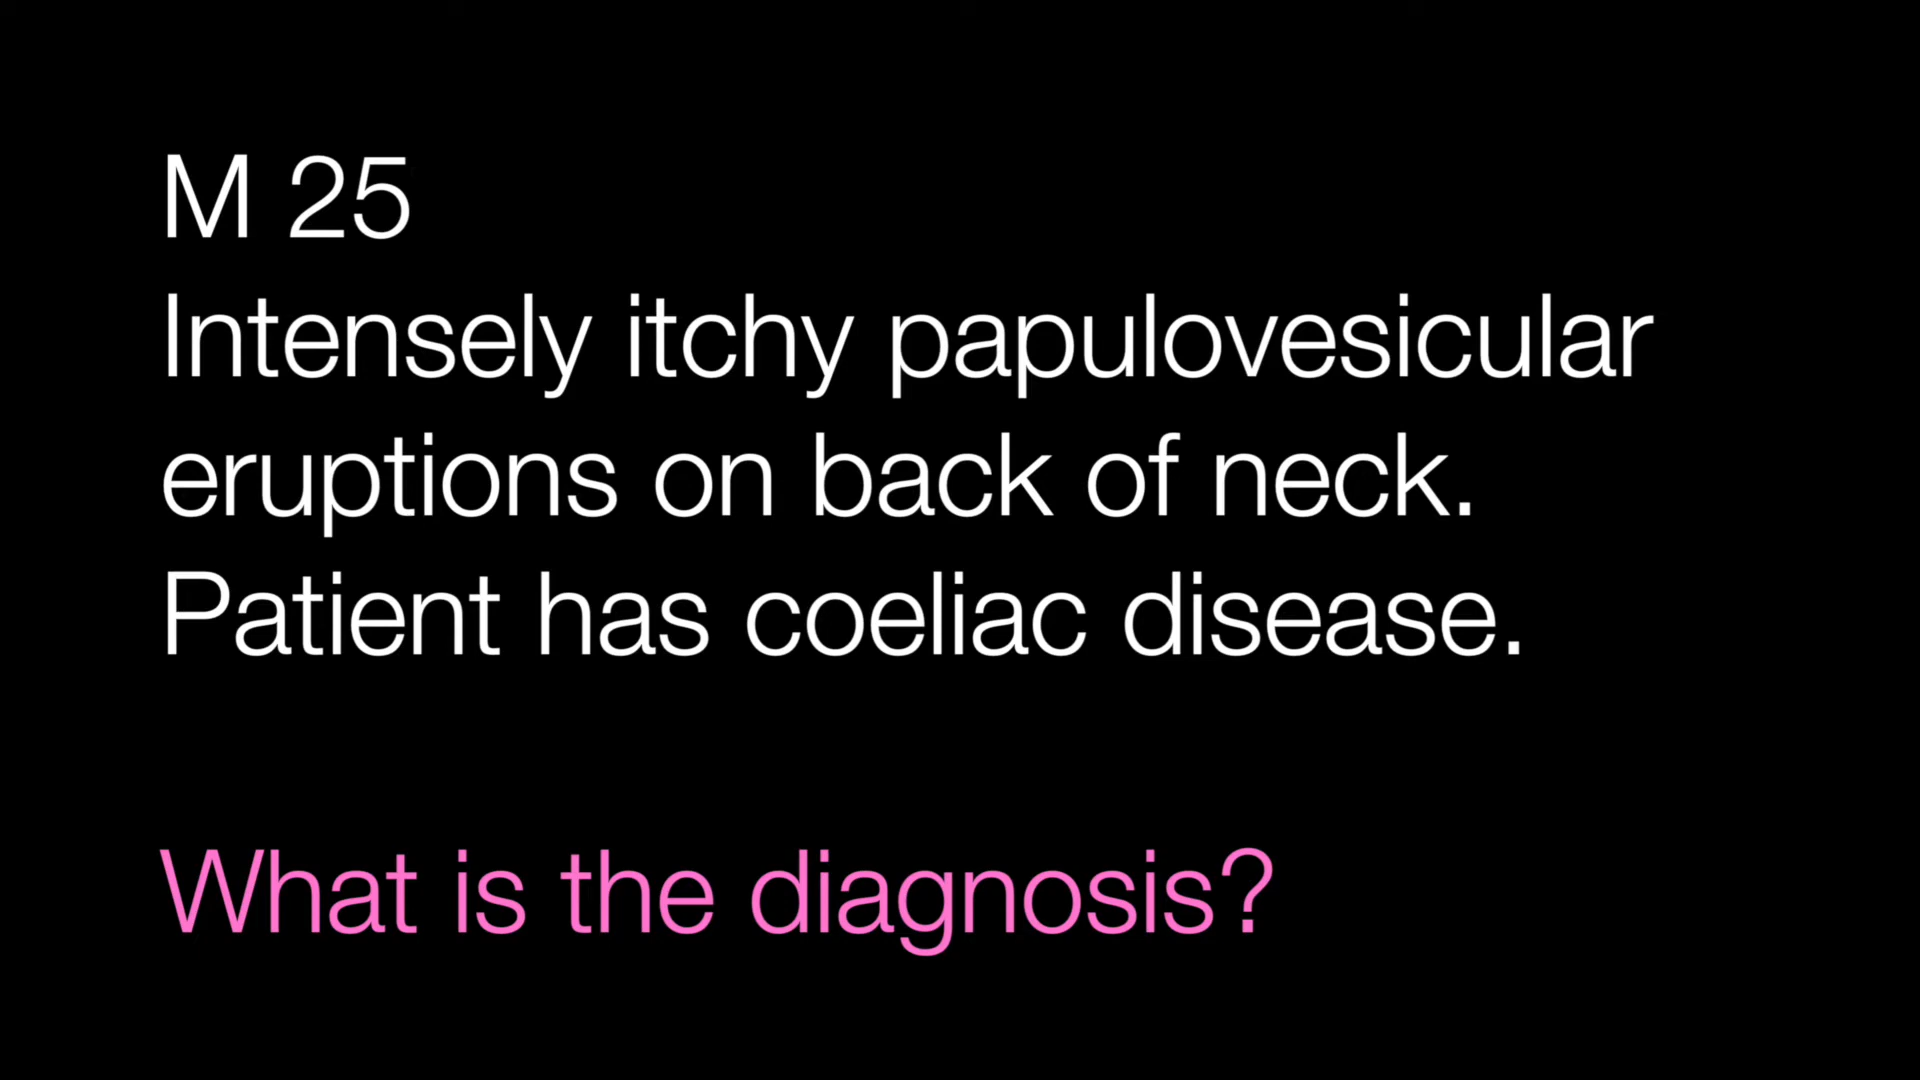 M 25
Intensely itchy papulovesicular
eruptions on back of neck.
Patient has coeliac disease.
What is the diagnosis?